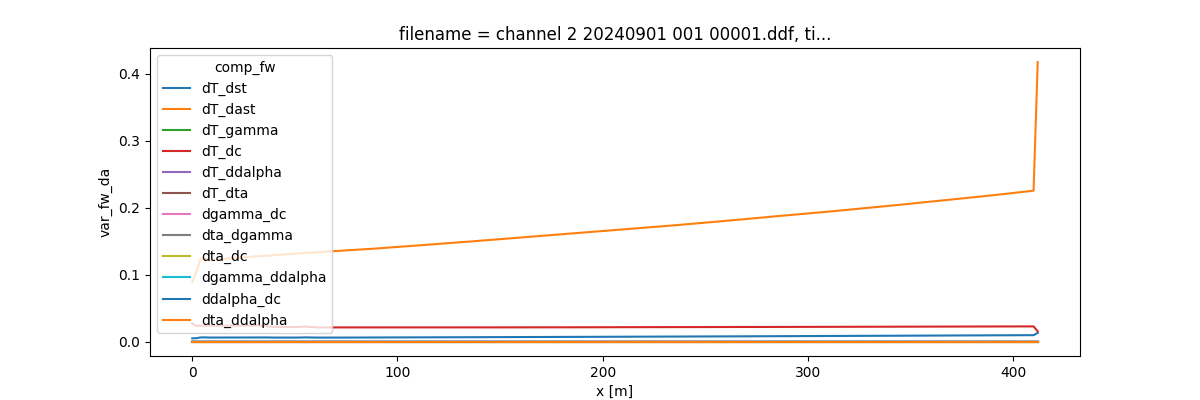 filename = channel 2 20240901 001 00001.ddf, ti...
comp_fw
dT_dst
dT_dast
dT_gamma
dT_dc
dT_ddalpha
dT_dta
dgamma_dc
dta_dgamma
dta_dc
dgamma_ddalpha
ddalpha_dc
dta_ddalpha
var_fw_da
0.4
0.3
0.2
0.1
0.0
0
100
200
300
400
x [m]